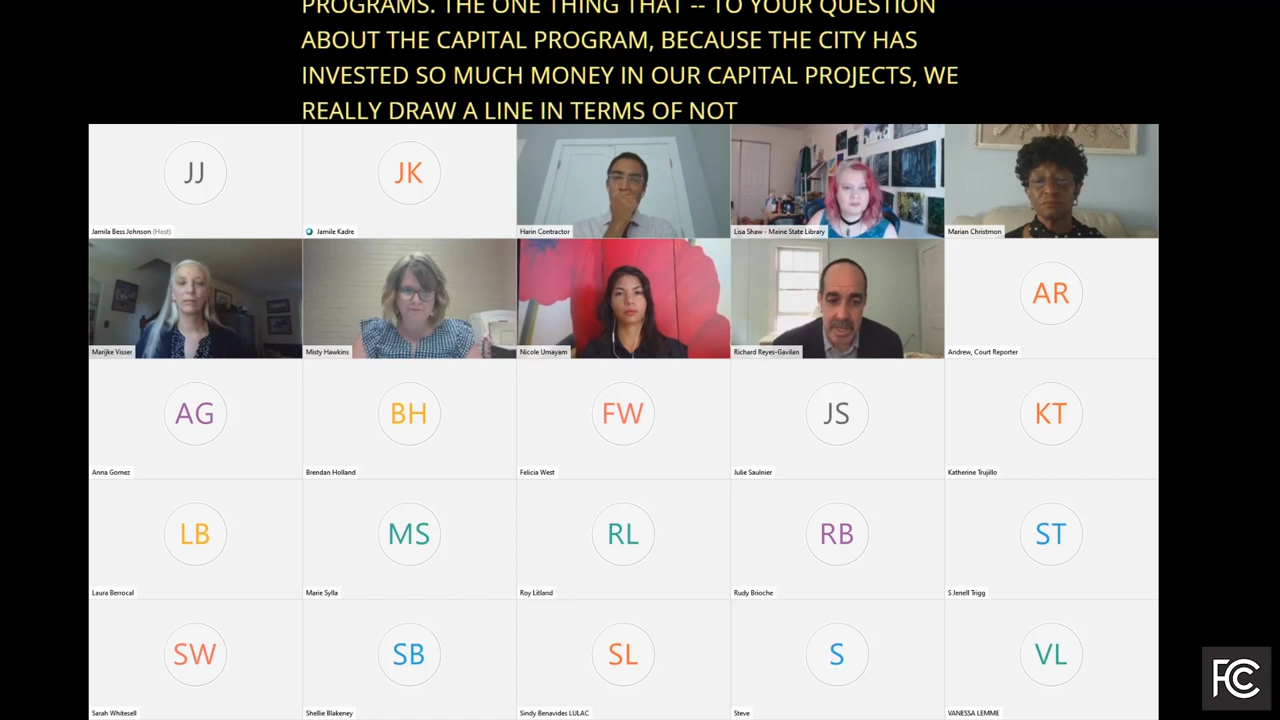 PROGRAMS. THE ONE THING THAT -- TO YOUR QUESTION
ABOUT THE CAPITAL PROGRAM, BECAUSE THE CITY HAS
INVESTED SO MUCH MONEY IN OUR CAPITAL PROJECTS, WE
REALLY DRAW A LINE IN TERMS OF NOT
JJ
Jamila Bess Johnson (Host)
JK
Jamile Kadre
Harin Contractor
Lisa Shaw - Maine State Library
Marian Christmon
Marijke Visser
Misty Hawkins
Nicole Umayam
Richard Reyes-Gavilan
AR
Andrew, Court Reporter
AG
Anna Gomez
BH
Brendan Holland
FW
Felicia West
JS
Julie Saulnier
KT
Katherine Trujillo
LB
Laura Berrocal
MS
Marie Sylla
RL
Roy Litland
RB
Rudy Brioche
ST
S Jenell Trigg
SW
Sarah Whitesell
SB
Shellie Blakeney
SL
Sindy Benavides LULAC
S
Steve
VL
VANESSA LEMME
FCC